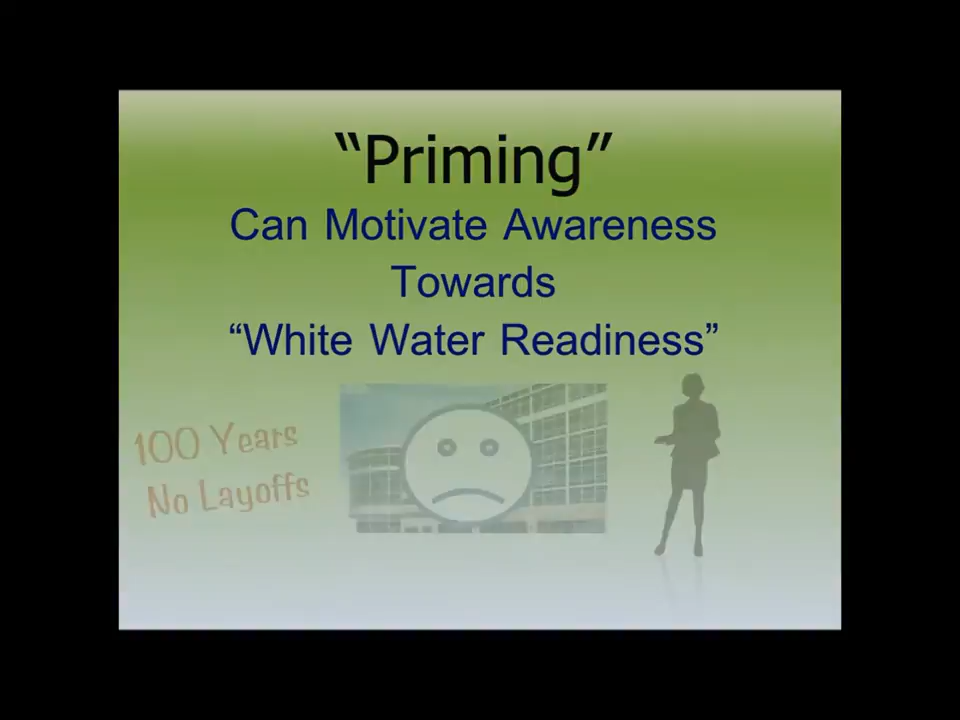 “Priming”
Can Motivate Awareness
Towards
“White Water Readiness”
100 Years
No Layoffs